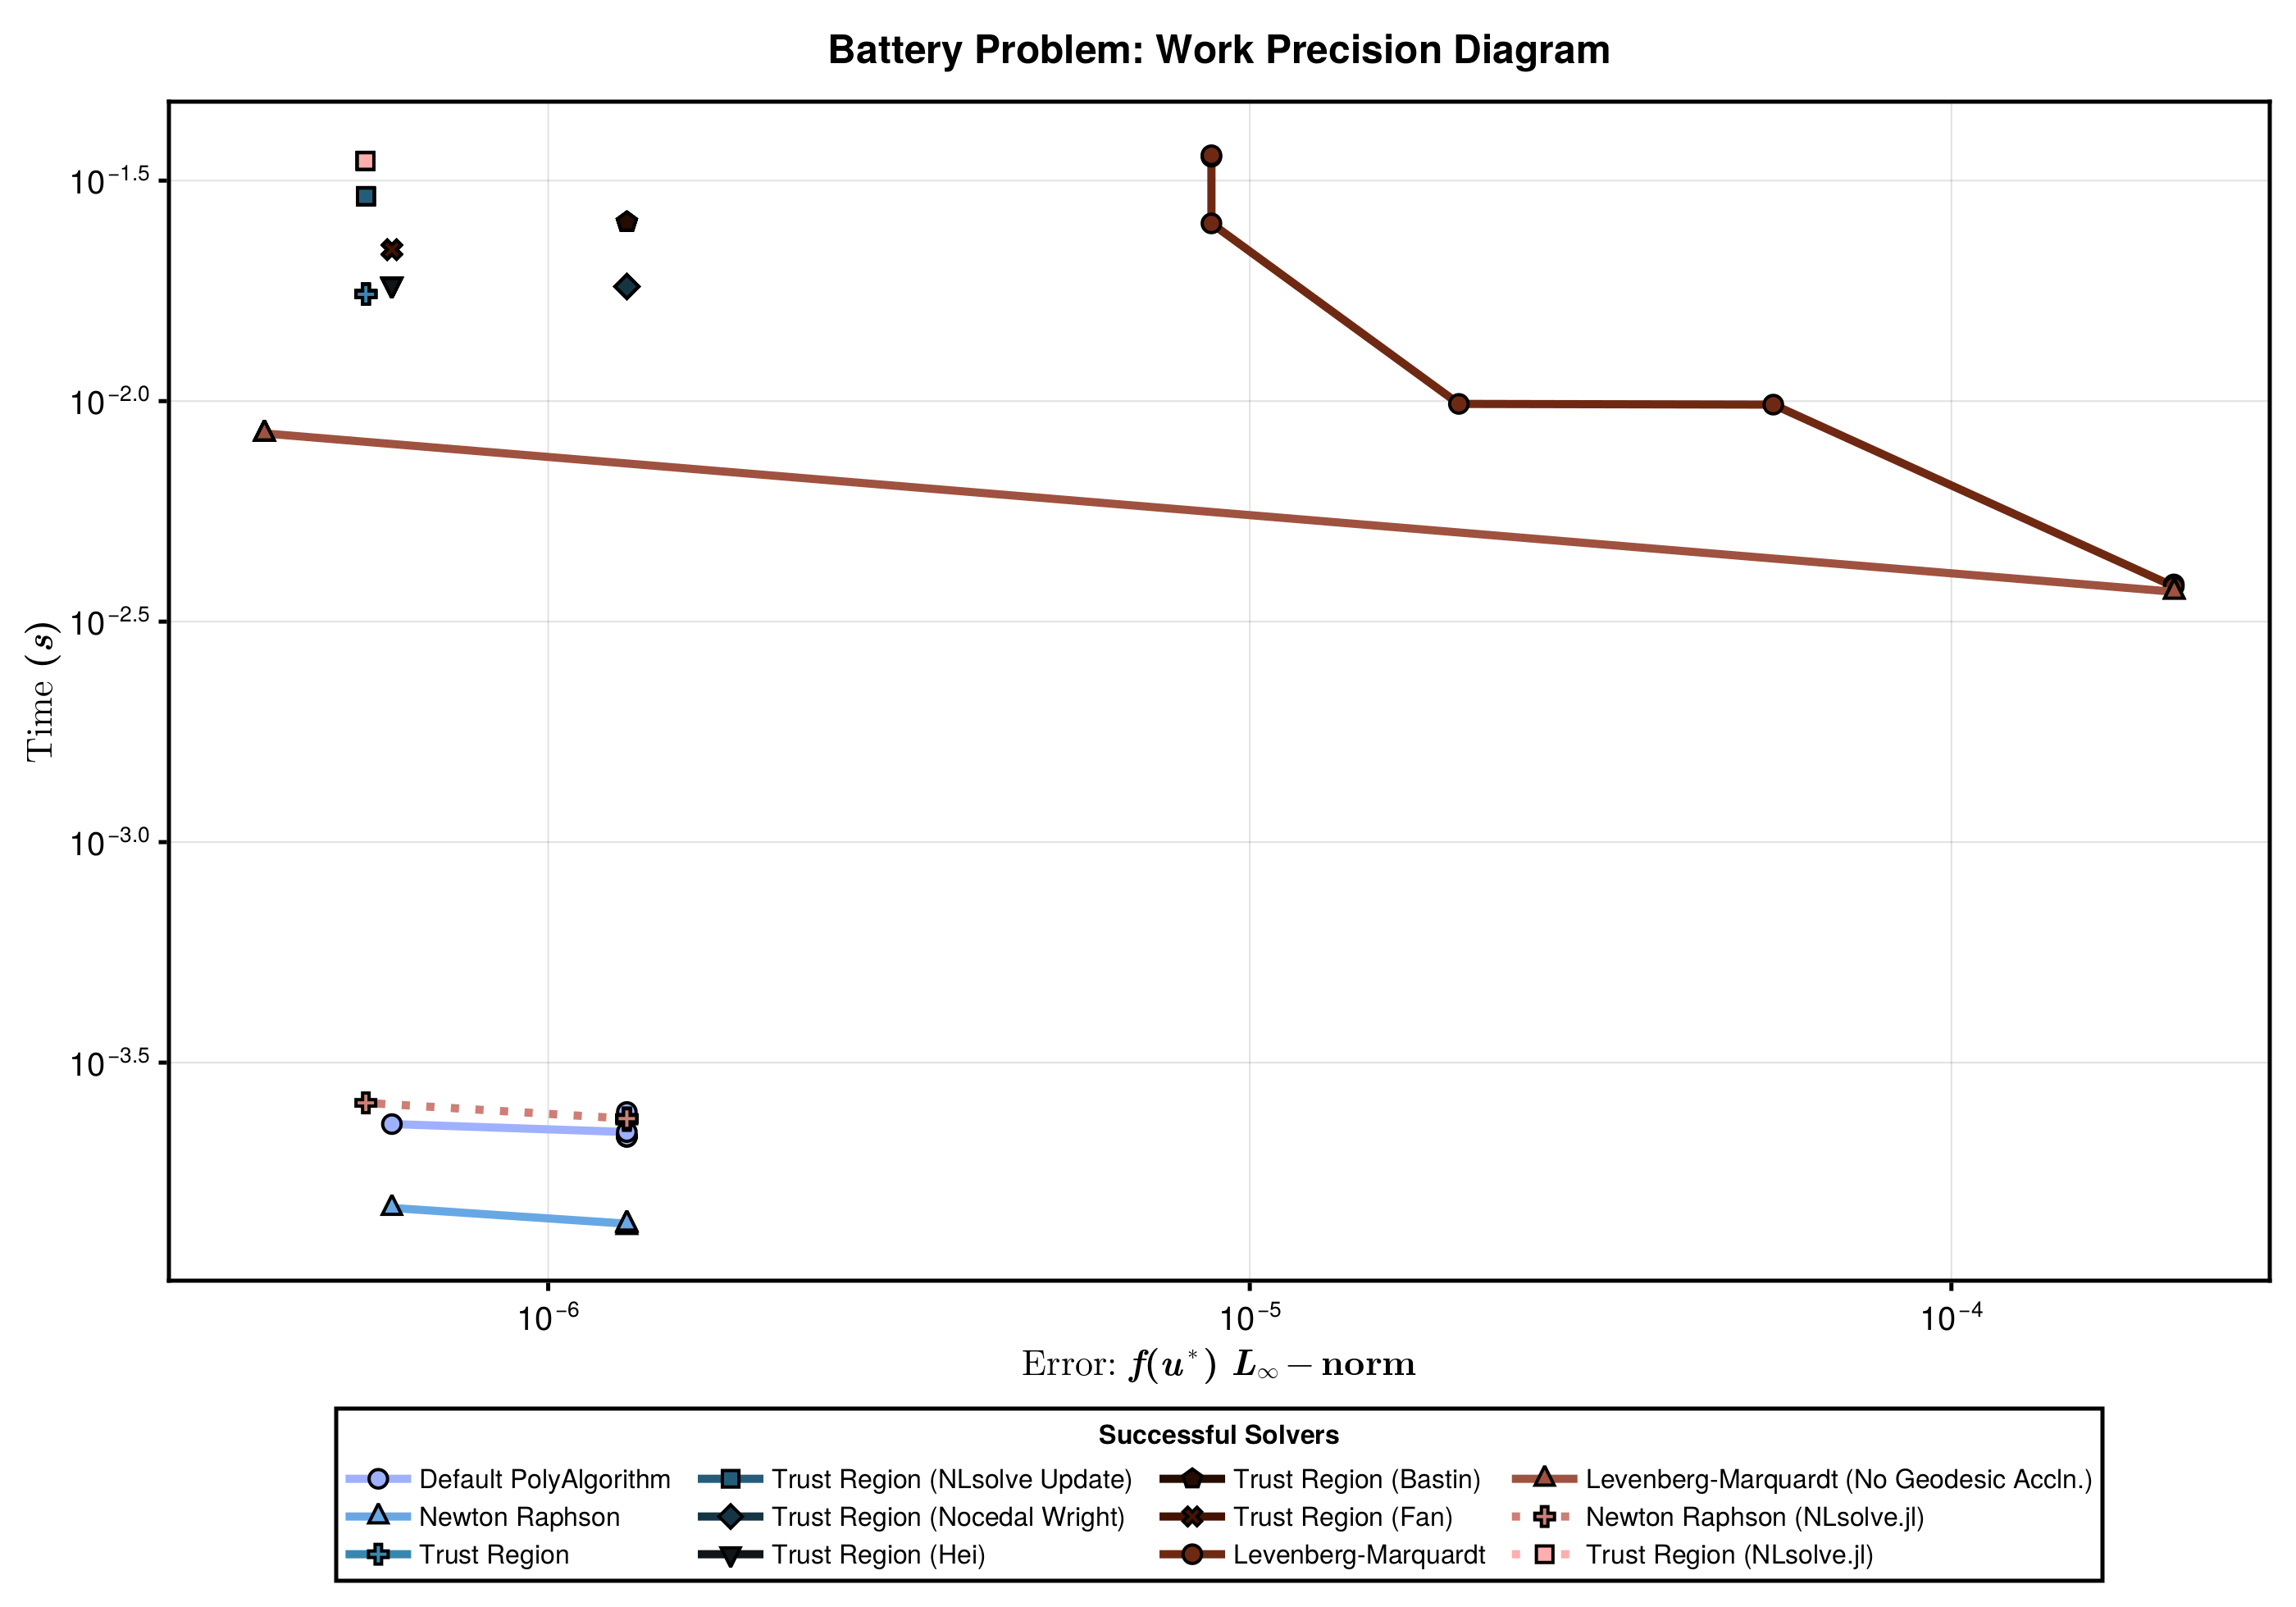 Battery Problem: Work Precision Diagram
Time (s)
10^−1.5
10^−2.0
10^−2.5
10^−3.0
10^−3.5
10^−6 10^−5 10^−4
Error: f(u*) L∞ − norm
Successful Solvers
Default PolyAlgorithm Trust Region (NLsolve Update) Trust Region (Bastin) Levenberg-Marquardt (No Geodesic Accln.)
Newton Raphson Trust Region (Nocedal Wright) Trust Region (Fan) Newton Raphson (NLsolve.jl)
Trust Region Trust Region (Hei) Levenberg-Marquardt Trust Region (NLsolve.jl)